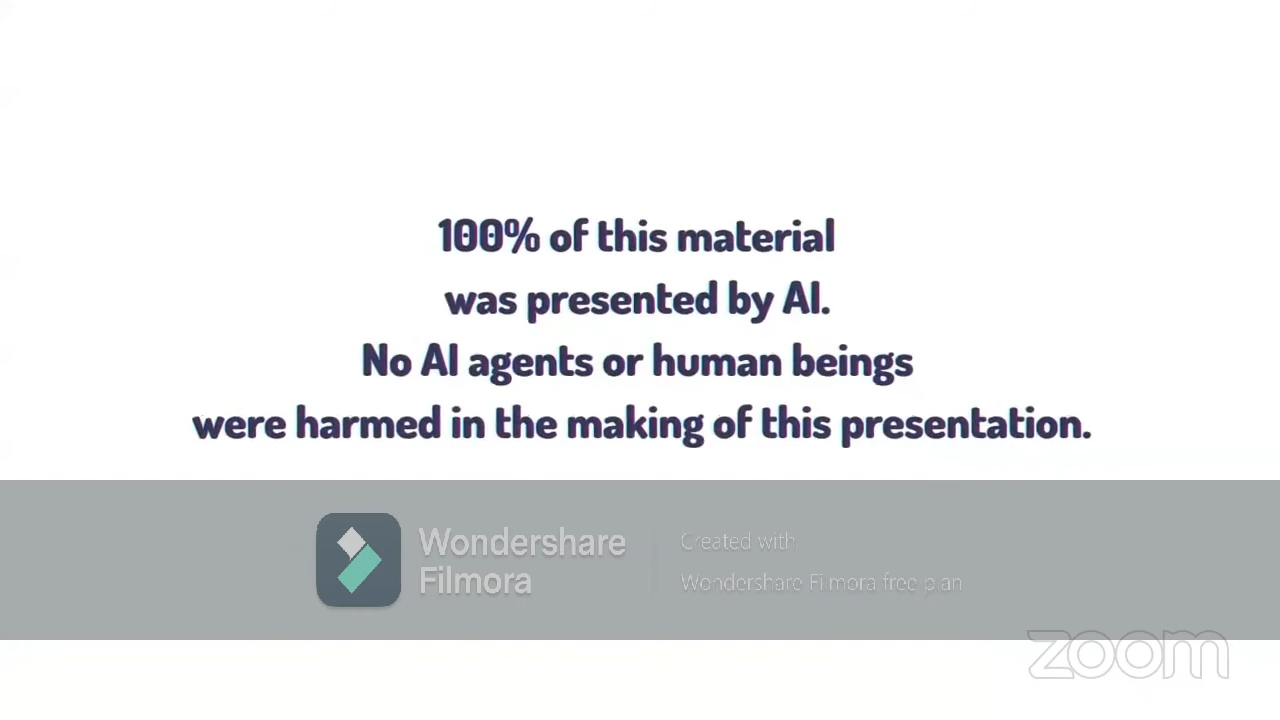 100% of this material
was presented by AI.
No AI agents or human beings
were harmed in the making of this presentation.
Wondershare
Filmora
Created with
Wondershare Filmora free plan
zoom